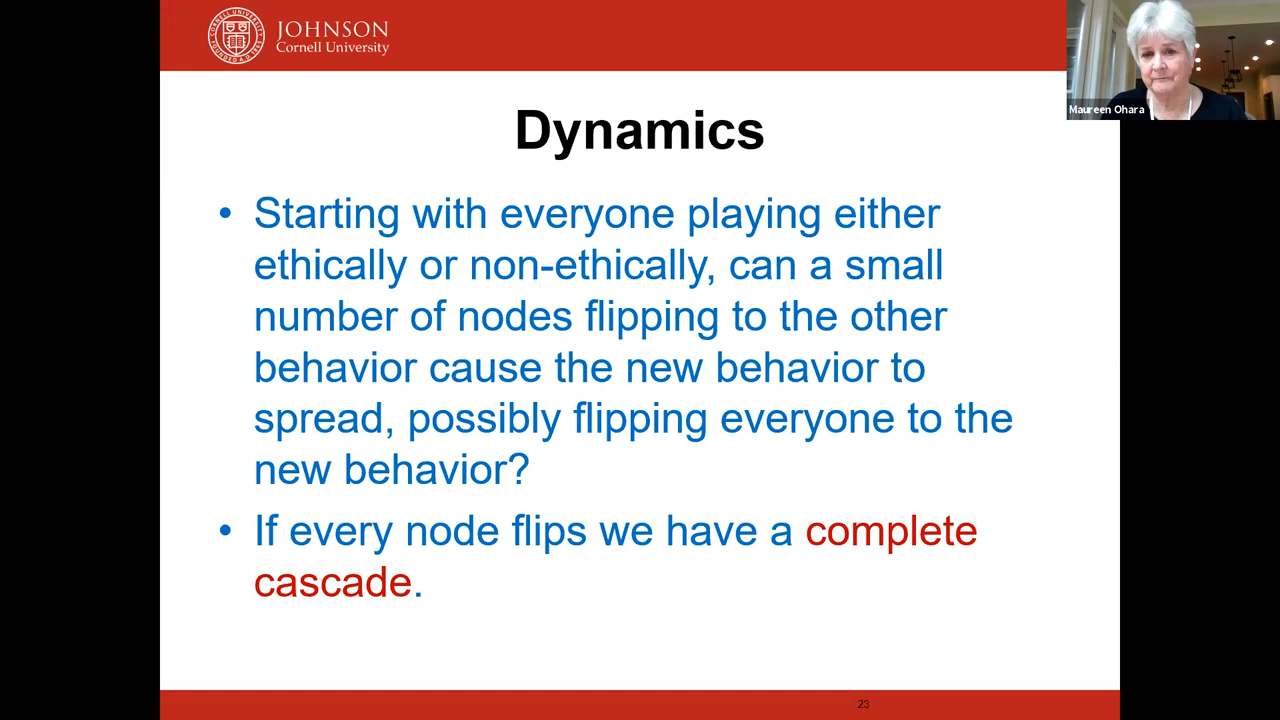 JOHNSON
Cornell University
Maureen Ohara
Dynamics
• Starting with everyone playing either
ethically or non-ethically, can a small
number of nodes flipping to the other
behavior cause the new behavior to
spread, possibly flipping everyone to the
new behavior?
• If every node flips we have a complete
cascade.
23